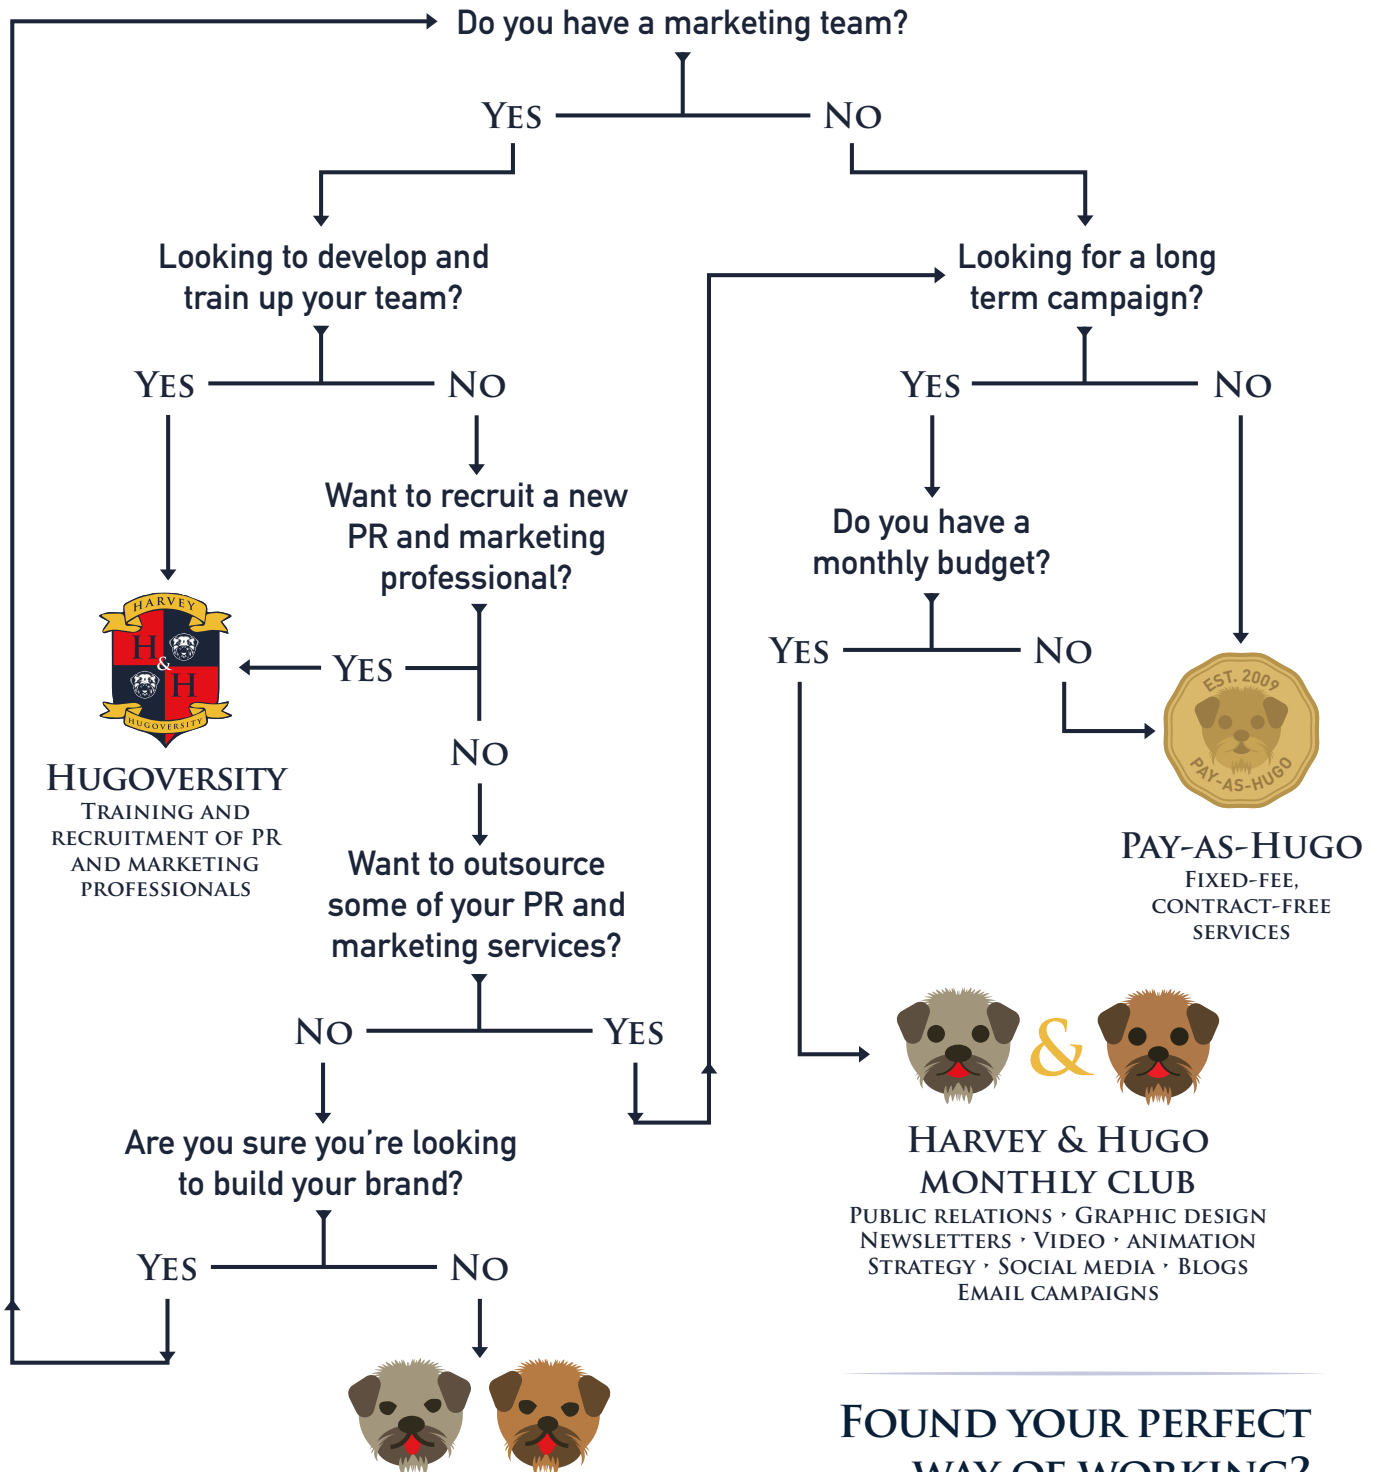 Do you have a marketing team?
YES
NO
Looking to develop and
train up your team?
YES
NO
Want to recruit a new
PR and marketing
professional?
YES
NO
HARVEY
H
&
H
HUGOVERSITY
HUGOVERSITY
TRAINING AND
RECRUITMENT OF PR
AND MARKETING
PROFESSIONALS
Want to outsource
some of your PR and
marketing services?
NO
YES
Are you sure you’re looking
to build your brand?
YES
NO
Looking for a long
term campaign?
YES
NO
Do you have a
monthly budget?
YES
NO
EST. 2009
PAY-AS-HUGO
PAY-AS-HUGO
FIXED-FEE,
CONTRACT-FREE
SERVICES
&
HARVEY & HUGO
MONTHLY CLUB
PUBLIC RELATIONS · GRAPHIC DESIGN
NEWSLETTERS · VIDEO · ANIMATION
STRATEGY · SOCIAL MEDIA · BLOGS
EMAIL CAMPAIGNS
FOUND YOUR PERFECT
WAY OF WORKING?